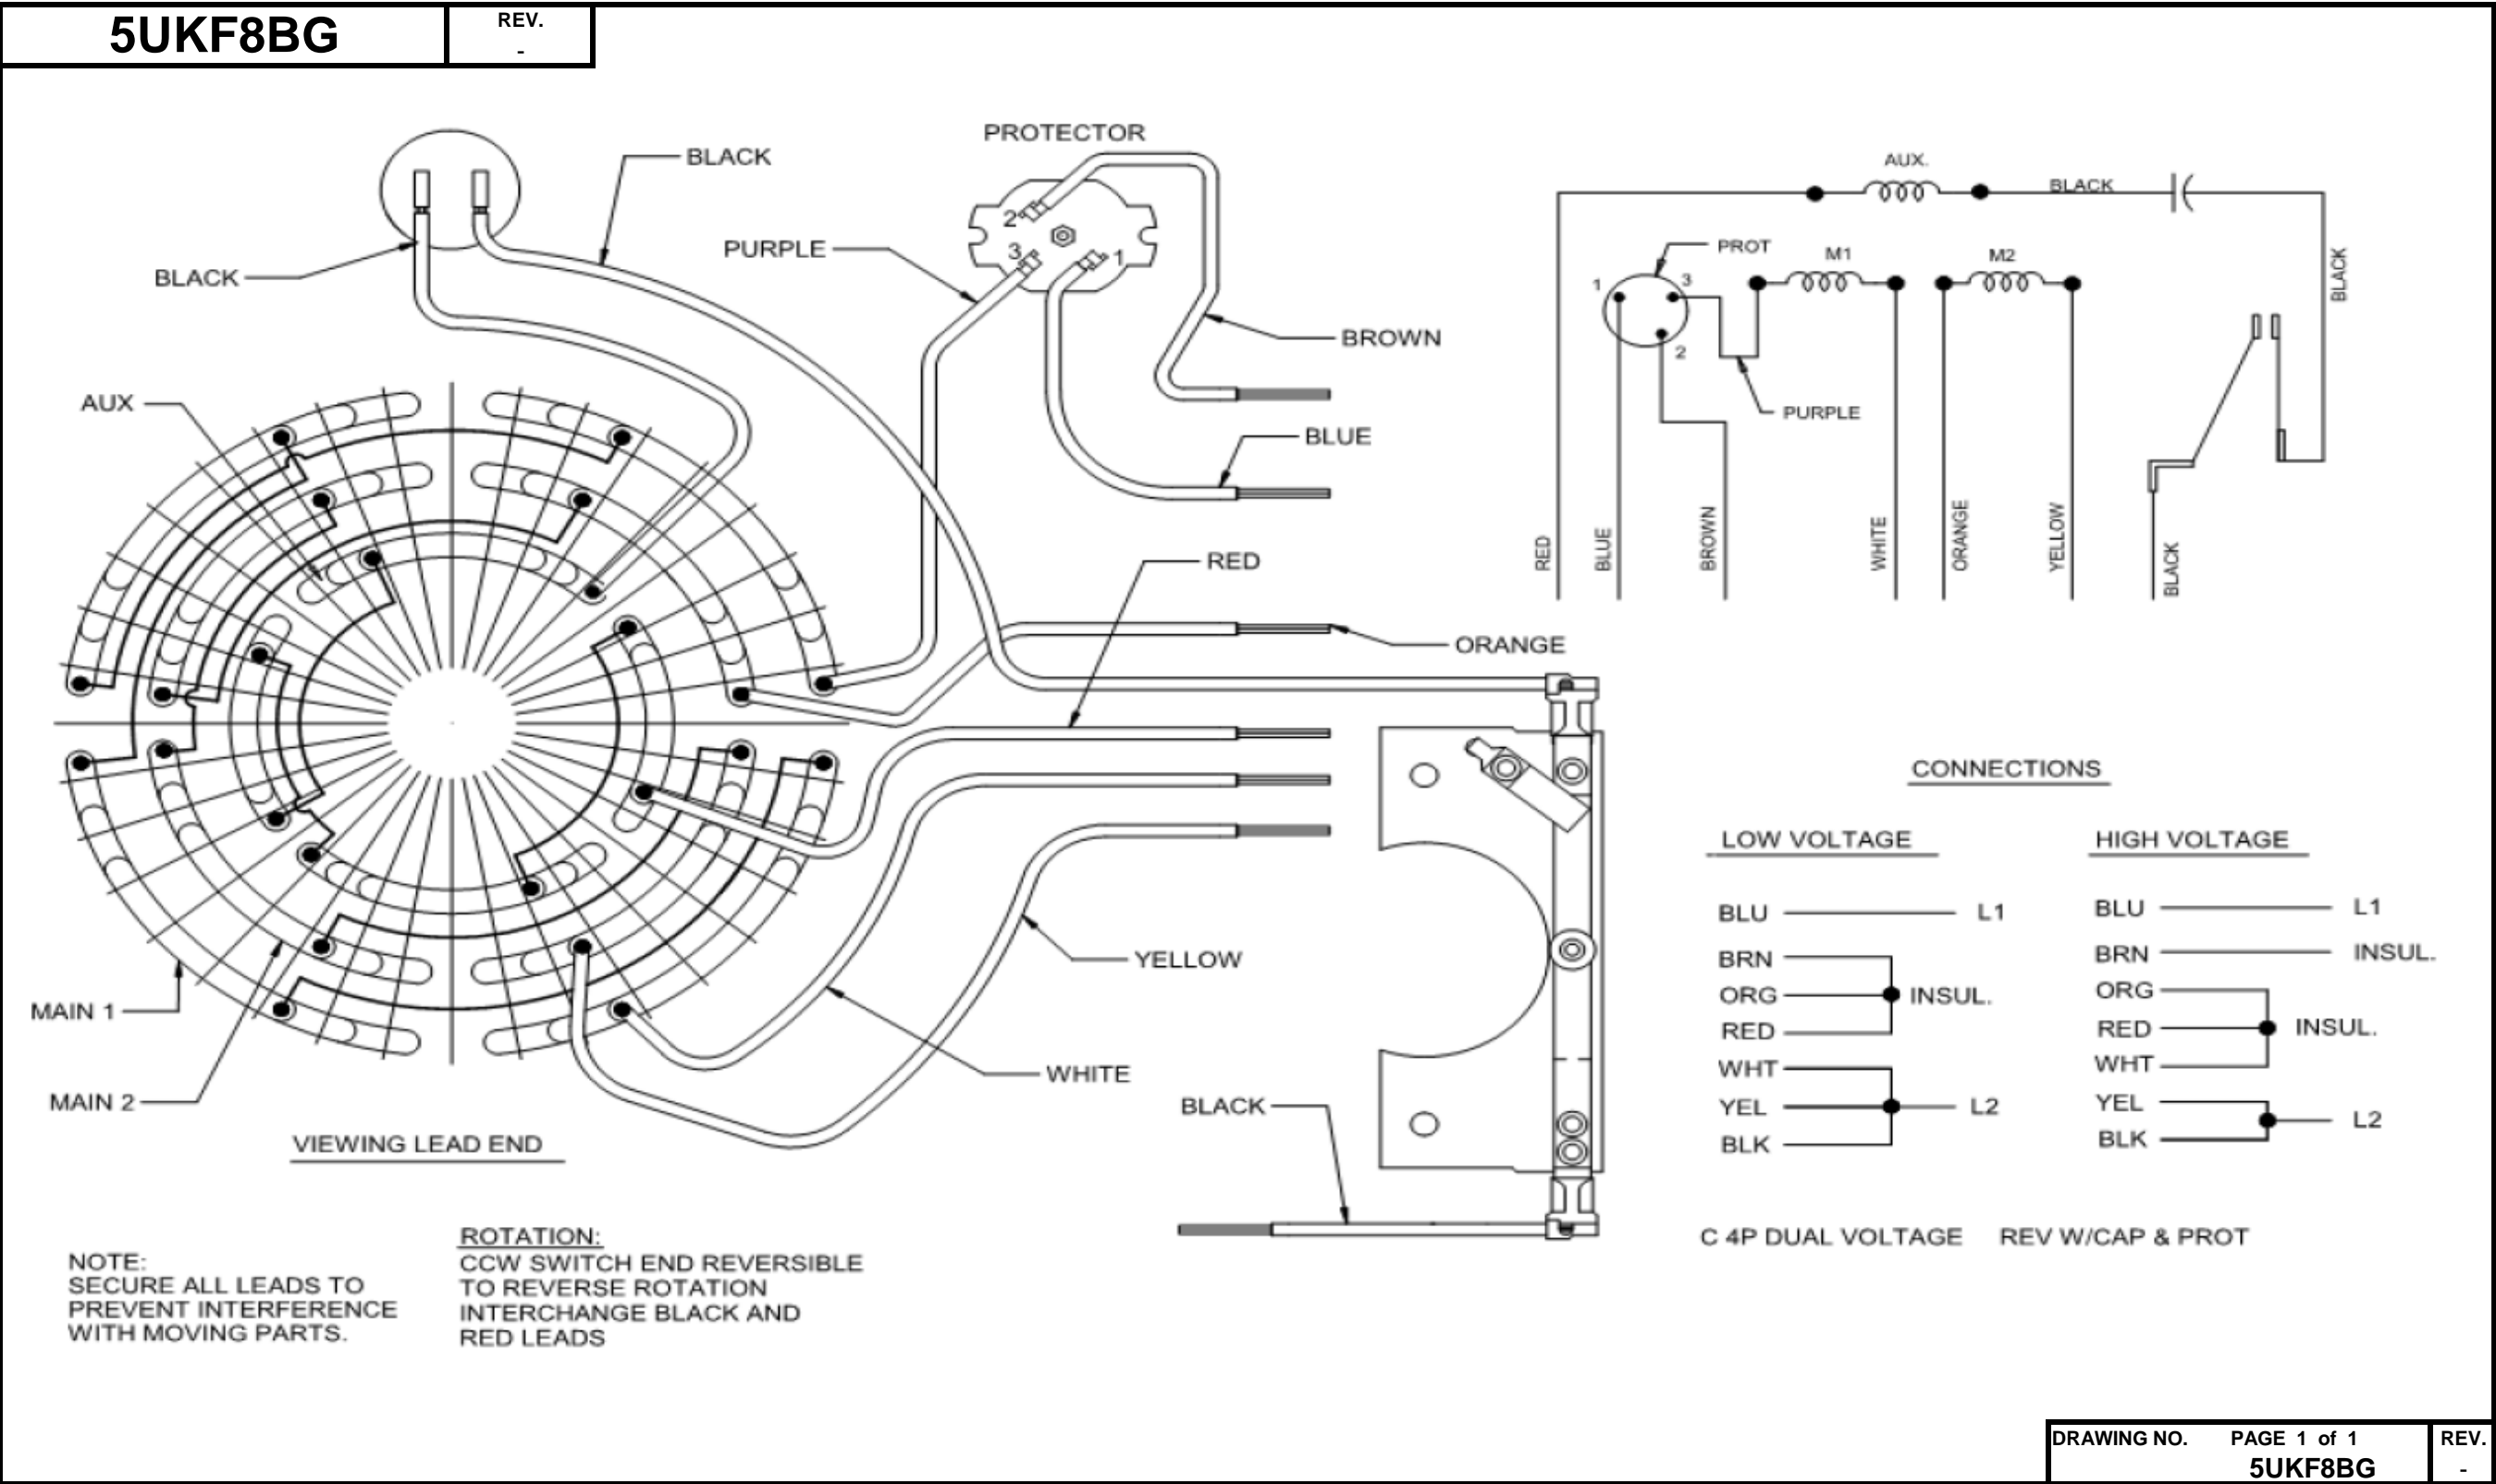 5UKF8BG
REV.
-
PROTECTOR
BLACK
BLACK
PURPLE
2
3
1
BROWN
BLUE
AUX
RED
ORANGE
YELLOW
WHITE
MAIN 1
MAIN 2
BLACK
VIEWING LEAD END
AUX.
BLACK
PROT
M1
M2
1
3
2
PURPLE
BLACK
RED
BLUE
BROWN
WHITE
ORANGE
YELLOW
BLACK
CONNECTIONS
LOW VOLTAGE
BLU L1
BRN
ORG INSUL.
RED
WHT
YEL L2
BLK
HIGH VOLTAGE
BLU L1
BRN INSUL.
ORG
RED INSUL.
WHT
YEL
L2
BLK
C 4P DUAL VOLTAGE REV W/CAP & PROT
NOTE:
SECURE ALL LEADS TO
PREVENT INTERFERENCE
WITH MOVING PARTS.
ROTATION:
CCW SWITCH END REVERSIBLE
TO REVERSE ROTATION
INTERCHANGE BLACK AND
RED LEADS
DRAWING NO. PAGE 1 of 1
5UKF8BG
REV.
-